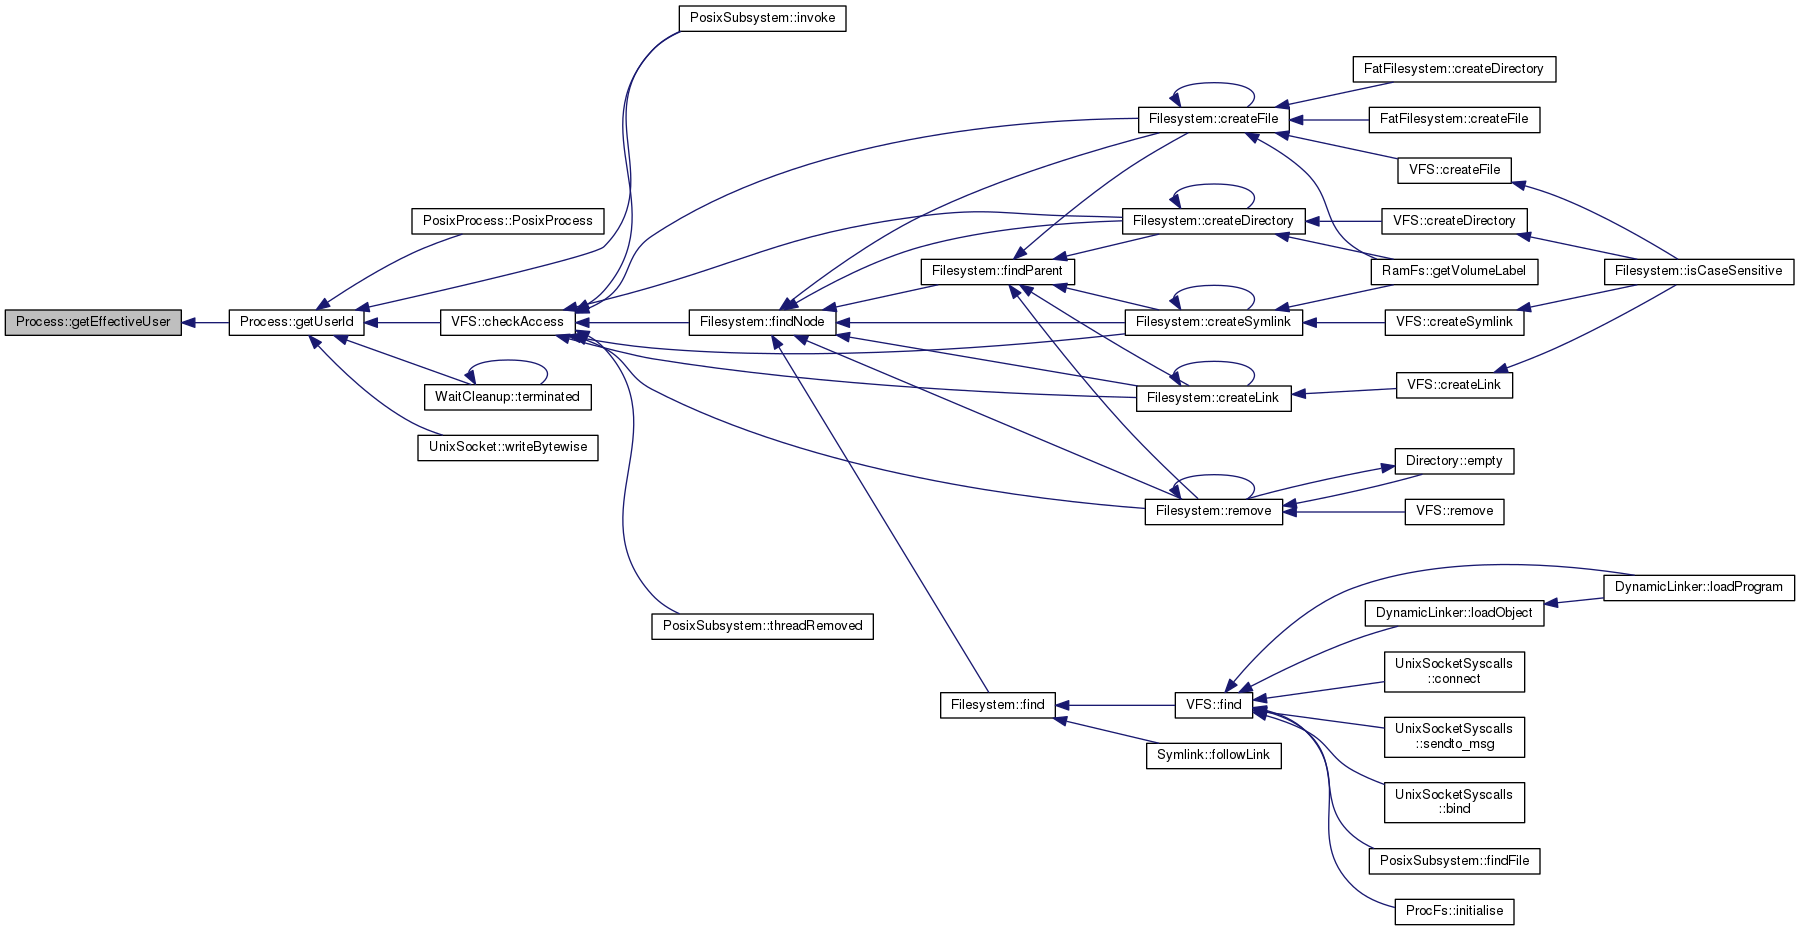 PosixSubsystem::invoke
FatFilesystem::createDirectory
Filesystem::createFile
FatFilesystem::createFile
VFS::createFile
PosixProcess::PosixProcess
Filesystem::createDirectory
VFS::createDirectory
Filesystem::findParent
RamFs::getVolumeLabel
Filesystem::isCaseSensitive
Process::getEffectiveUser
Process::getUserId
VFS::checkAccess
Filesystem::findNode
Filesystem::createSymlink
VFS::createSymlink
WaitCleanup::terminated
Filesystem::createLink
VFS::createLink
UnixSocket::writeBytewise
Directory::empty
Filesystem::remove
VFS::remove
DynamicLinker::loadProgram
DynamicLinker::loadObject
PosixSubsystem::threadRemoved
UnixSocketSyscalls
::connect
Filesystem::find
VFS::find
UnixSocketSyscalls
::sendto_msg
Symlink::followLink
UnixSocketSyscalls
::bind
PosixSubsystem::findFile
ProcFs::initialise